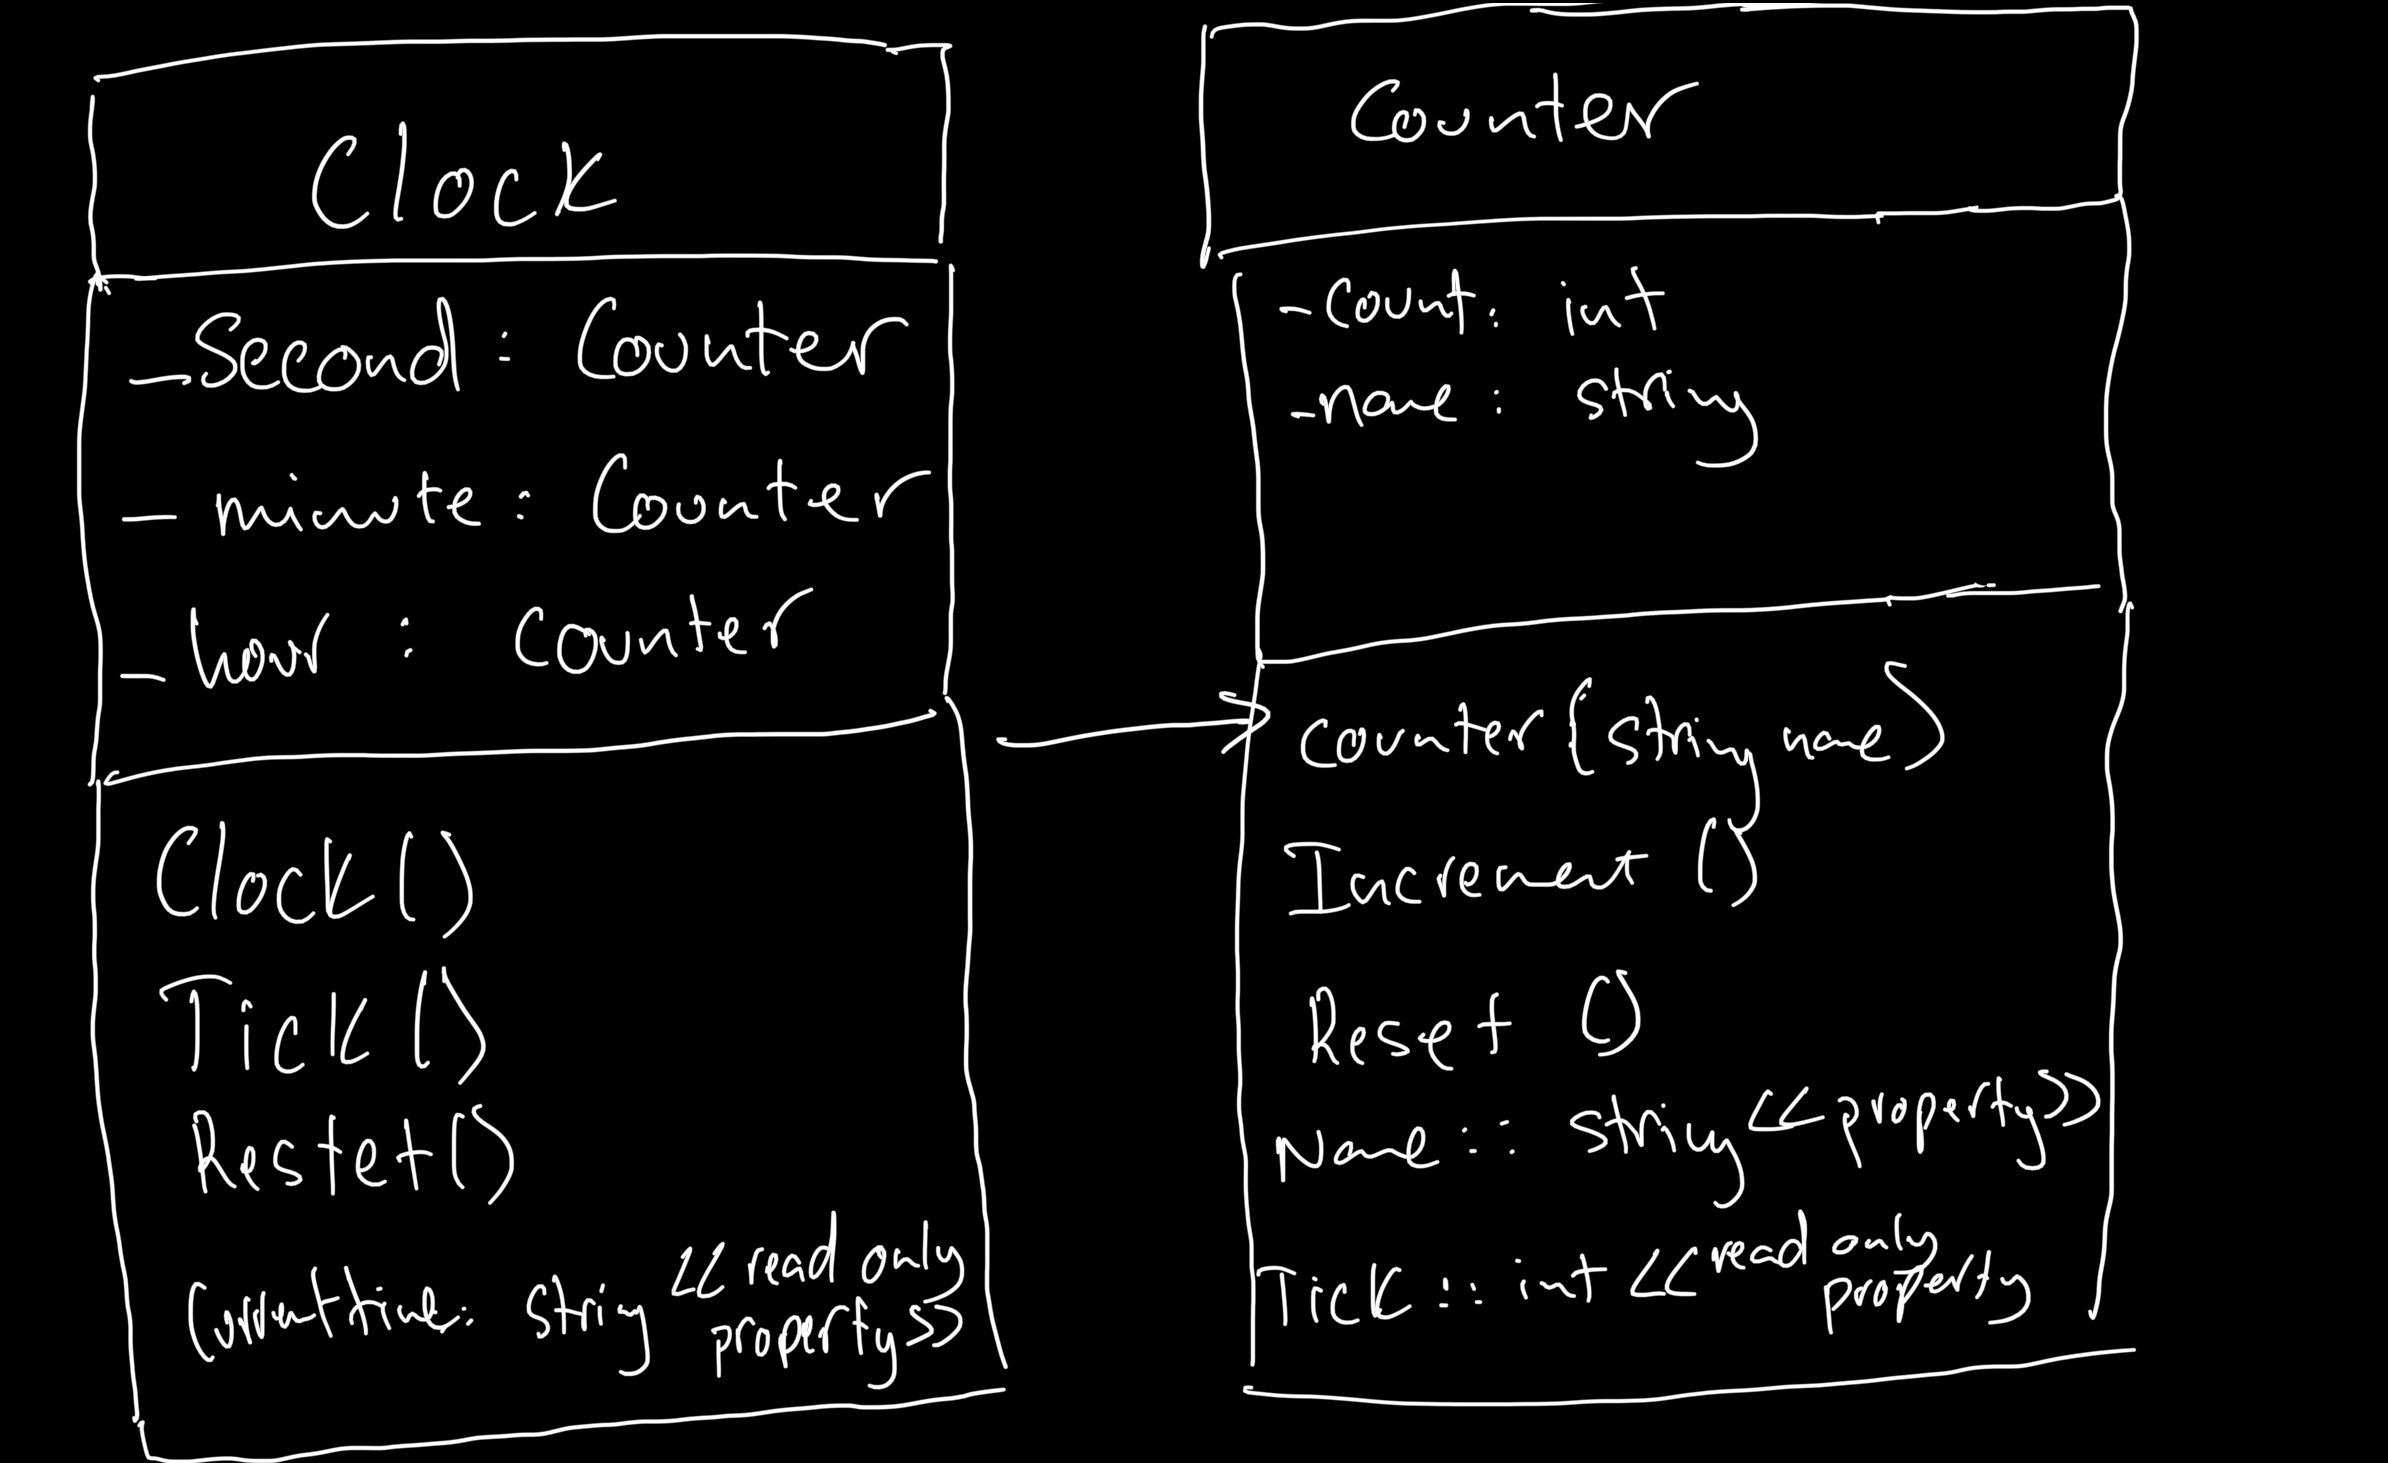 Clock
-Second : Counter
- minute : Counter
- hour : counter
Clock()
Tick()
Restet()
Currenttime: string <<read only
property>>
Counter
-Count: int
-name: string
Counter(string name)
Increment ()
Reset ()
Name:: string <<property>>
Tick :: int <<read only
property